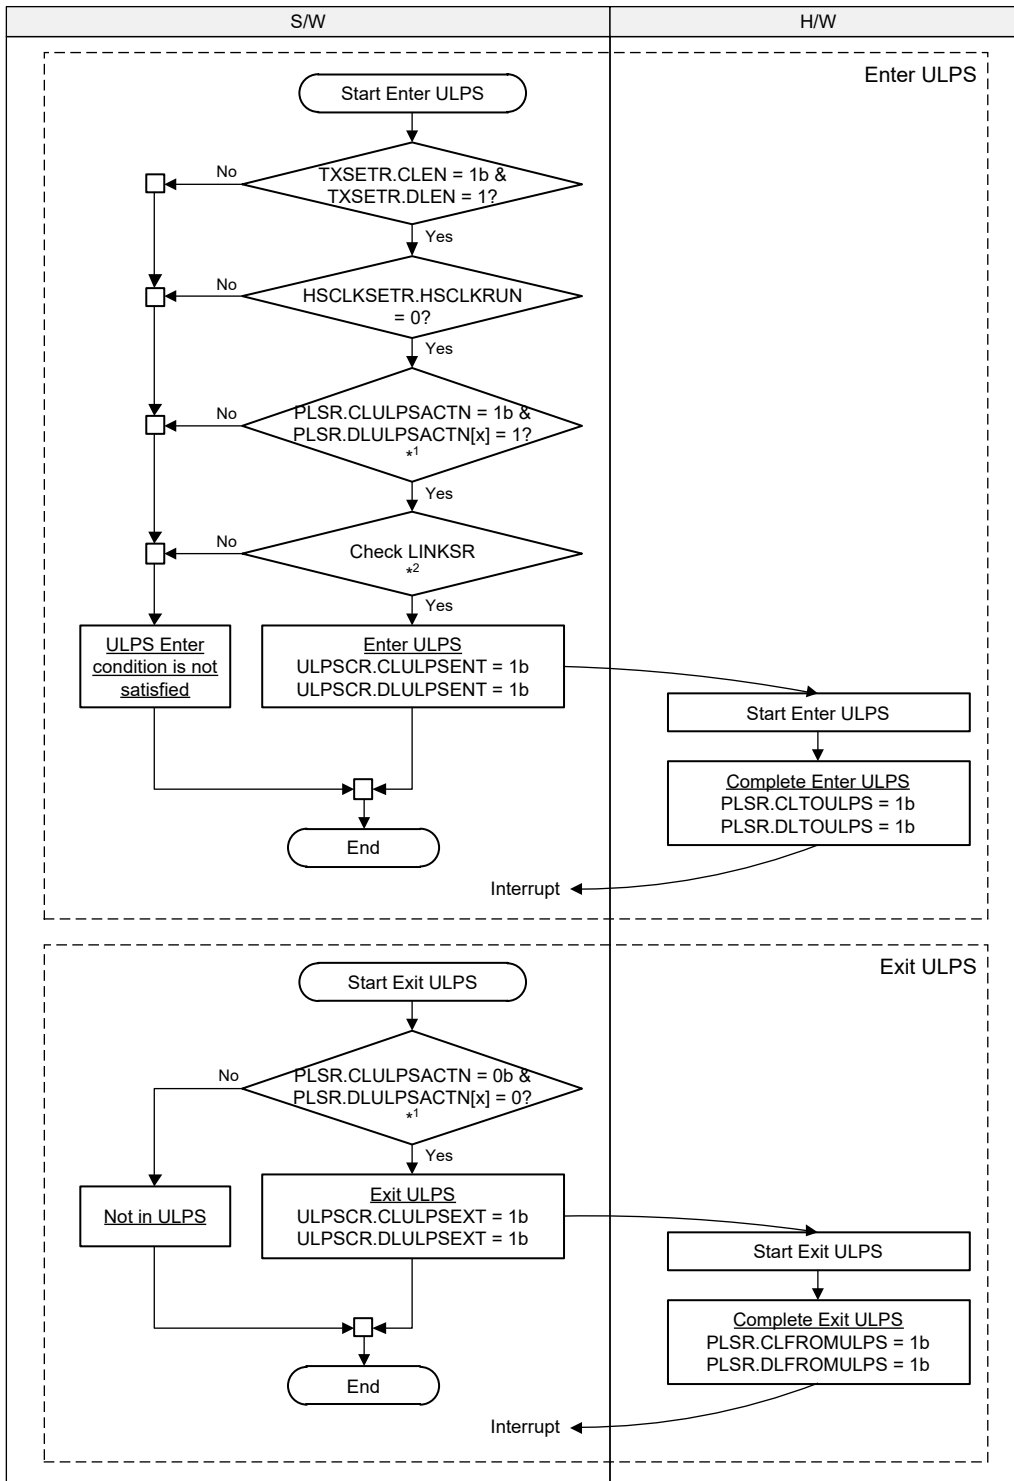 S/W
H/W
Enter ULPS
Start Enter ULPS
TXSETR.CLEN = 1b &
TXSETR.DLEN = 1?
No
Yes
HSCLKSETR.HSCLKRUN
= 0?
No
Yes
PLSR.CLULPSACTN = 1b &
PLSR.DLULPSACTN[x] = 1?
*1
No
Yes
Check LINKSR
*2
No
Yes
ULPS Enter
condition is not
satisfied
Enter ULPS
ULPSCR.CLULPSENT = 1b
ULPSCR.DLULPSENT = 1b
Start Enter ULPS
Complete Enter ULPS
PLSR.CLTOULPS = 1b
PLSR.DLTOULPS = 1b
End
Interrupt
Exit ULPS
Start Exit ULPS
PLSR.CLULPSACTN = 0b &
PLSR.DLULPSACTN[x] = 0?
*1
No
Yes
Not in ULPS
Exit ULPS
ULPSCR.CLULPSEXT = 1b
ULPSCR.DLULPSEXT = 1b
Start Exit ULPS
Complete Exit ULPS
PLSR.CLFROMULPS = 1b
PLSR.DLFROMULPS = 1b
End
Interrupt